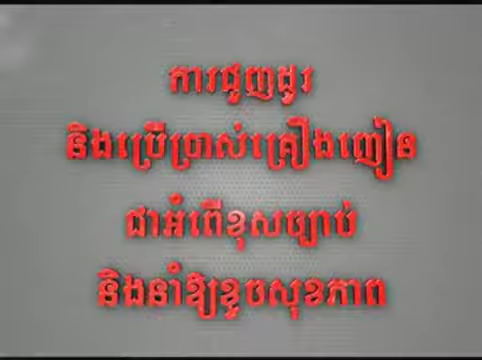 ការជួញដូរ
និងប្រើប្រាស់គ្រឿងញៀន
ជាអំពើខុសច្បាប់
និងនាំឱ្យខូចសុខភាព